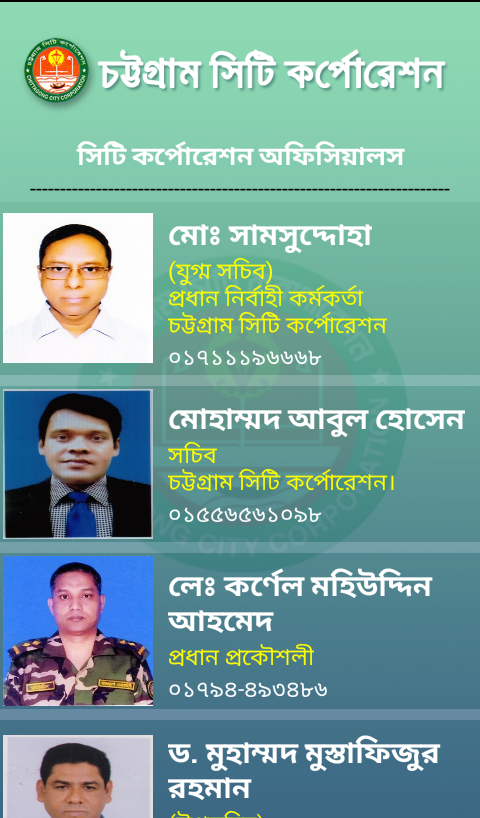 চট্টগ্রাম সিটি কর্পোরেশন
সিটি কর্পোরেশন অফিসিয়ালস
মোঃ সামসুদ্দোহা
(যুগ্ম সচিব)
প্রধান নির্বাহী কর্মকর্তা
চট্টগ্রাম সিটি কর্পোরেশন
০১৭১১১৯৬৬৬৮
মোহাম্মদ আবুল হোসেন
সচিব
চট্টগ্রাম সিটি কর্পোরেশন।
০১৫৫৬৫৬১০৯৮
লেঃ কর্ণেল মহিউদ্দিন
আহমেদ
প্রধান প্রকৌশলী
০১৭৯৪-৪৯৩৪৮৬
ড. মুহাম্মদ মুস্তাফিজুর
রহমান